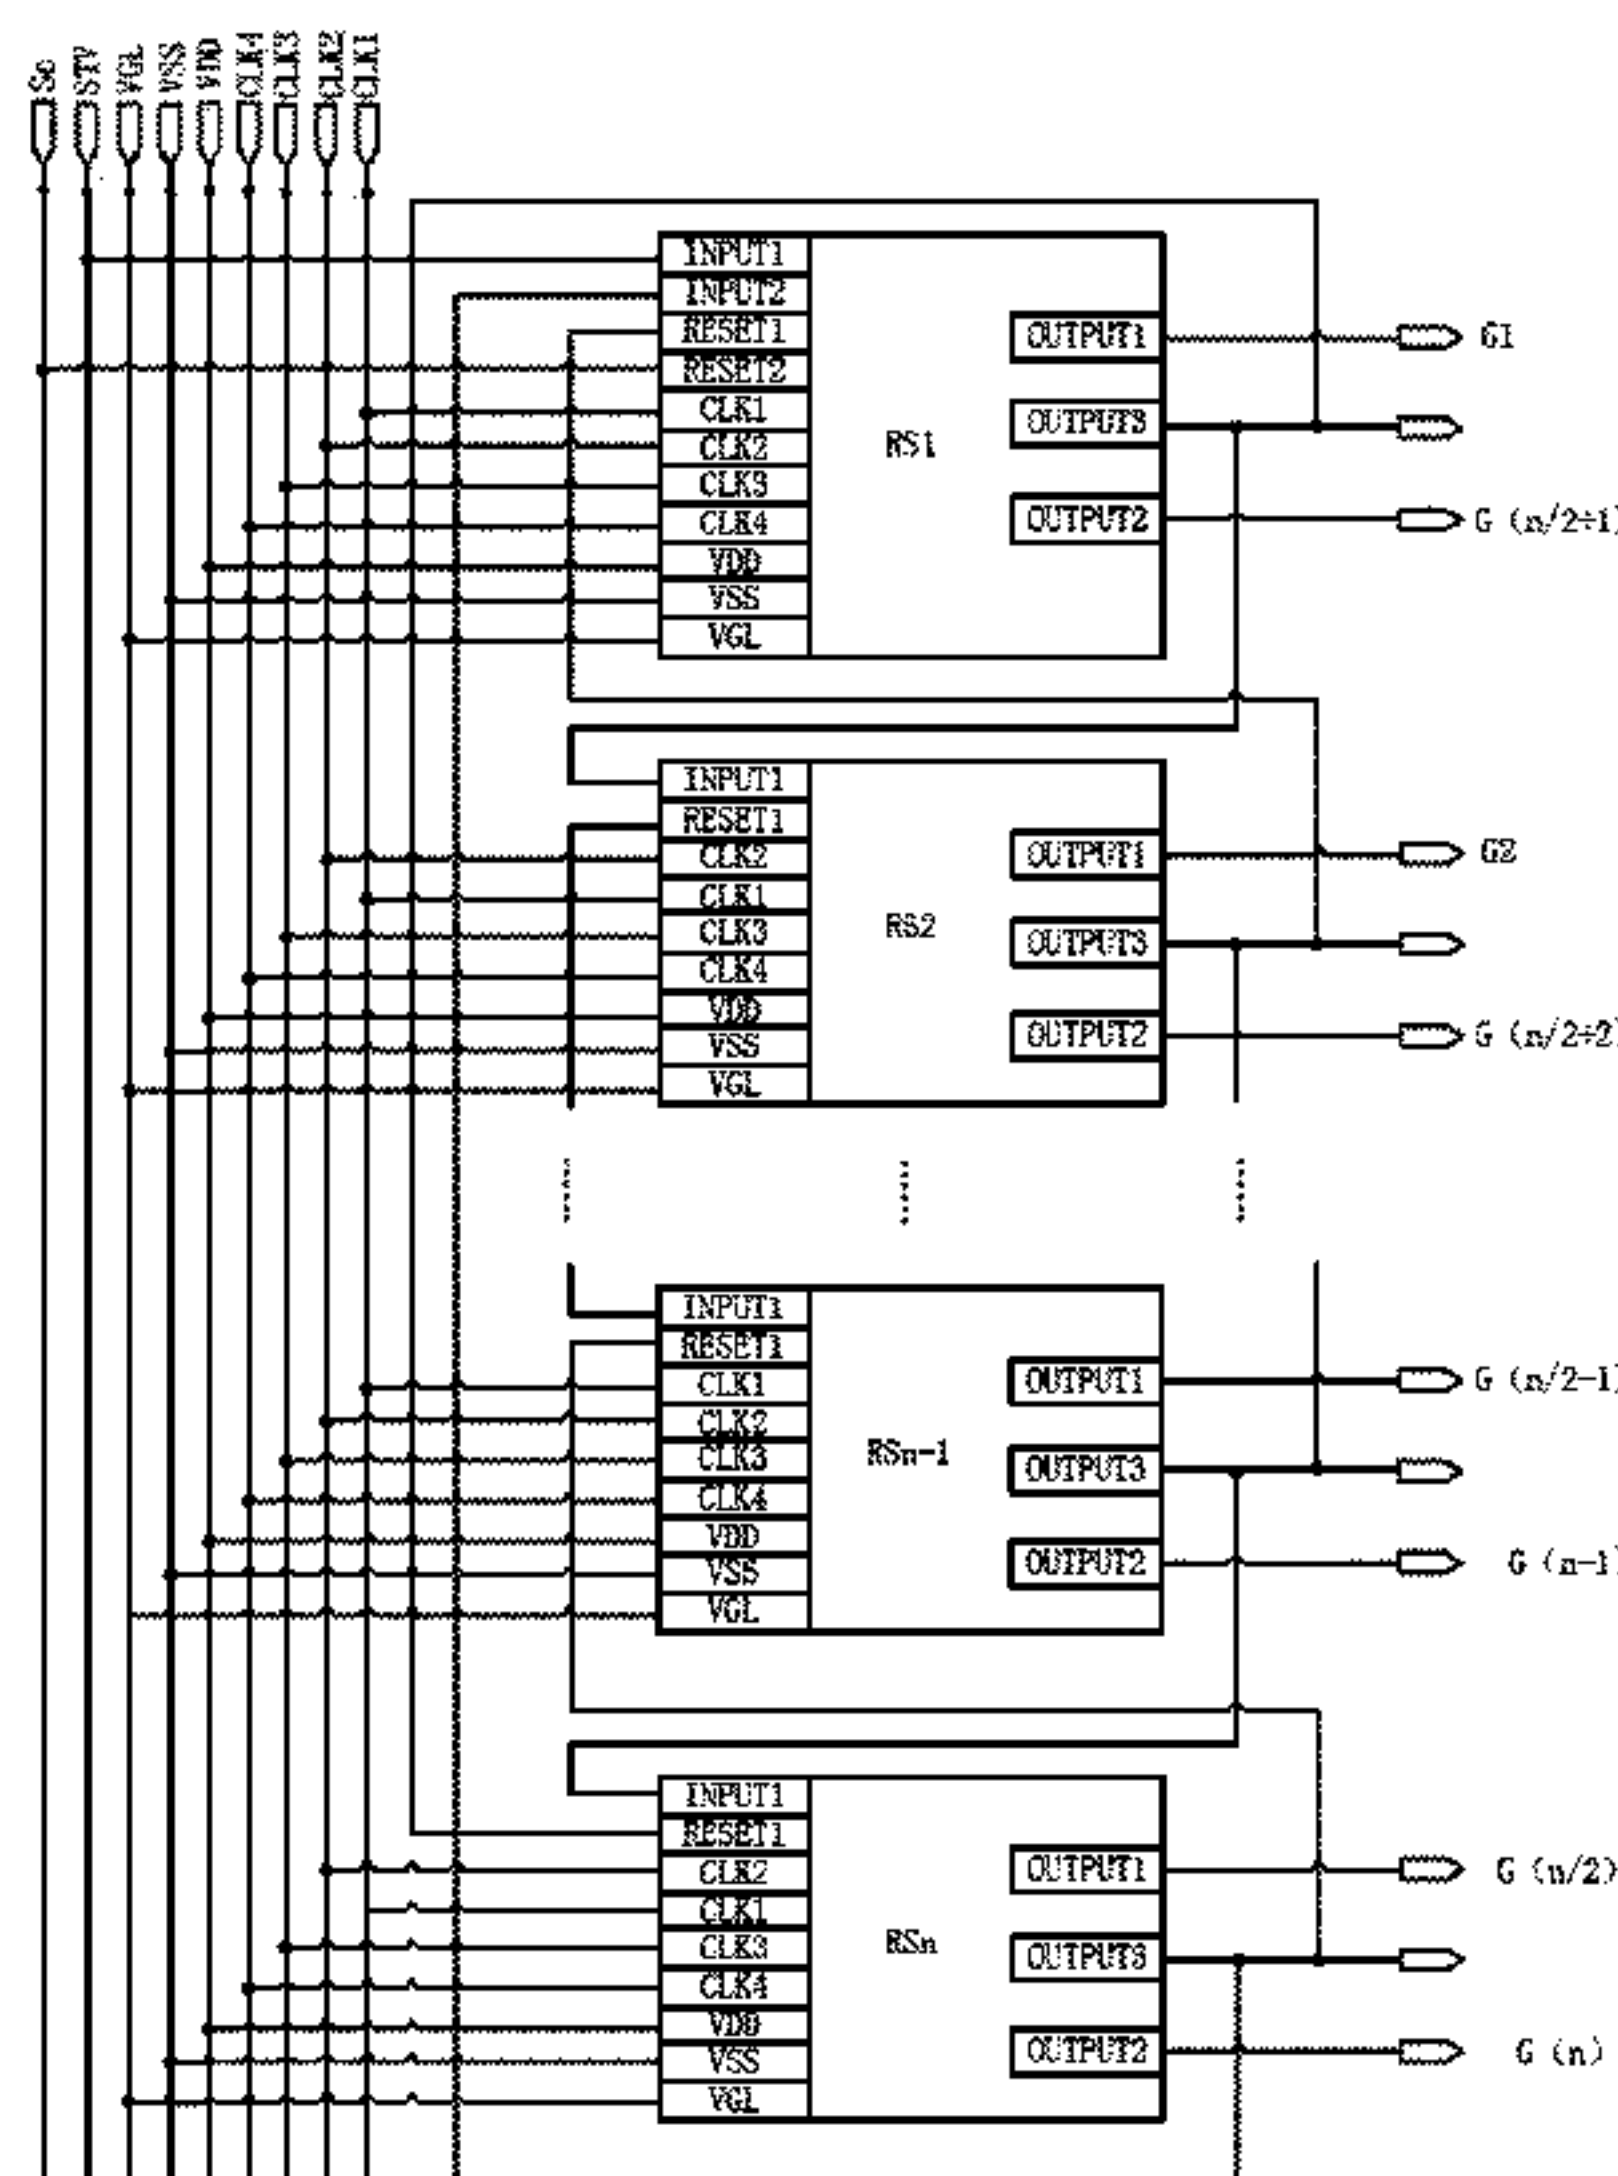 Sc
STV
VGL
VSS
VDD
CLK4
CLK3
CLK2
CLK1
INPUT1
INPUT2
RESET1
RESET2
CLK1
CLK2
CLK3
CLK4
VDD
VSS
VGL
RS1
OUTPUT1
OUTPUT3
OUTPUT2
G1
G (n/2+1)
INPUT1
RESET1
CLK2
CLK1
CLK3
CLK4
VDD
VSS
VGL
RS2
OUTPUT1
OUTPUT3
OUTPUT2
G2
G (n/2+2)
INPUT1
RESET1
CLK1
CLK2
CLK3
CLK4
VDD
VSS
VGL
RSn-1
OUTPUT1
OUTPUT3
OUTPUT2
G (n/2-1)
G (n-1)
INPUT1
RESET1
CLK2
CLK1
CLK3
CLK4
VDD
VSS
VGL
RSn
OUTPUT1
OUTPUT3
OUTPUT2
G (n/2)
G (n)